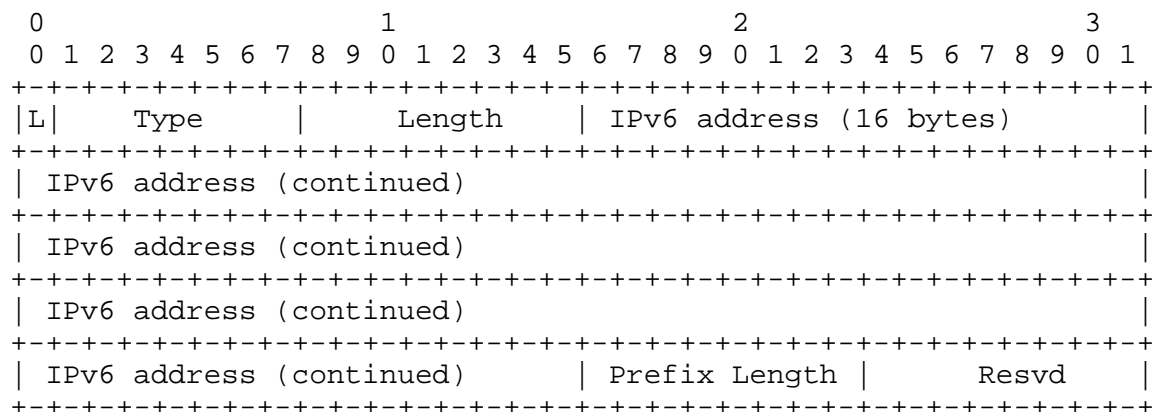 0                   1                   2                   3
 0 1 2 3 4 5 6 7 8 9 0 1 2 3 4 5 6 7 8 9 0 1 2 3 4 5 6 7 8 9 0 1
+-+-+-+-+-+-+-+-+-+-+-+-+-+-+-+-+-+-+-+-+-+-+-+-+-+-+-+-+-+-+-+-+
|L|    Type     |     Length    | IPv6 address (16 bytes)       |
+-+-+-+-+-+-+-+-+-+-+-+-+-+-+-+-+-+-+-+-+-+-+-+-+-+-+-+-+-+-+-+-+
| IPv6 address (continued)                                      |
+-+-+-+-+-+-+-+-+-+-+-+-+-+-+-+-+-+-+-+-+-+-+-+-+-+-+-+-+-+-+-+-+
| IPv6 address (continued)                                      |
+-+-+-+-+-+-+-+-+-+-+-+-+-+-+-+-+-+-+-+-+-+-+-+-+-+-+-+-+-+-+-+-+
| IPv6 address (continued)                                      |
+-+-+-+-+-+-+-+-+-+-+-+-+-+-+-+-+-+-+-+-+-+-+-+-+-+-+-+-+-+-+-+-+
| IPv6 address (continued)      | Prefix Length |      Resvd    |
+-+-+-+-+-+-+-+-+-+-+-+-+-+-+-+-+-+-+-+-+-+-+-+-+-+-+-+-+-+-+-+-+